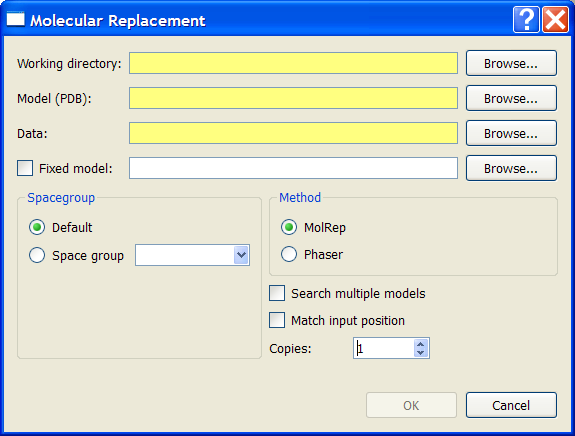 Molecular Replacement
Working directory: Browse...
Model (PDB): Browse...
Data: Browse...
Fixed model: Browse...
Spacegroup
Default
Space group
Method
MolRep
Phaser
Search multiple models
Match input position
Copies: 1
OK Cancel